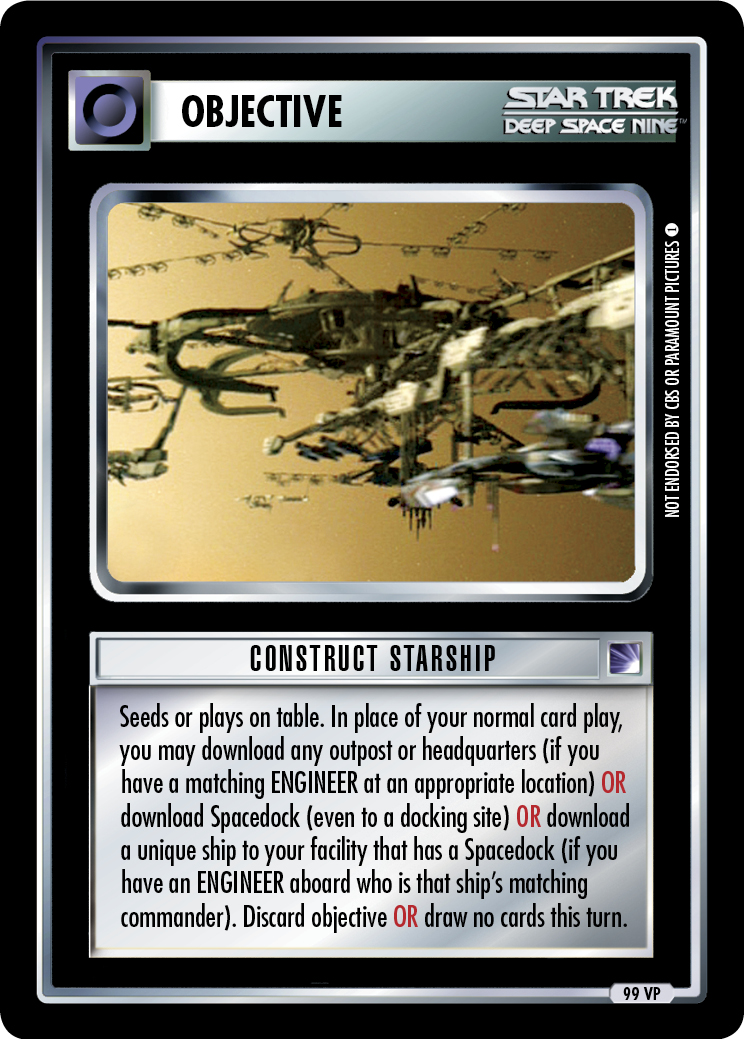 OBJECTIVE
STAR TREK
DEEP SPACE NINE™
NOT ENDORSED BY CBS OR PARAMOUNT PICTURES 1
CONSTRUCT STARSHIP
Seeds or plays on table. In place of your normal card play,
you may download any outpost or headquarters (if you
have a matching ENGINEER at an appropriate location) OR
download Spacedock (even to a docking site) OR download
a unique ship to your facility that has a Spacedock (if you
have an ENGINEER aboard who is that ship's matching
commander). Discard objective OR draw no cards this turn.
99 VP